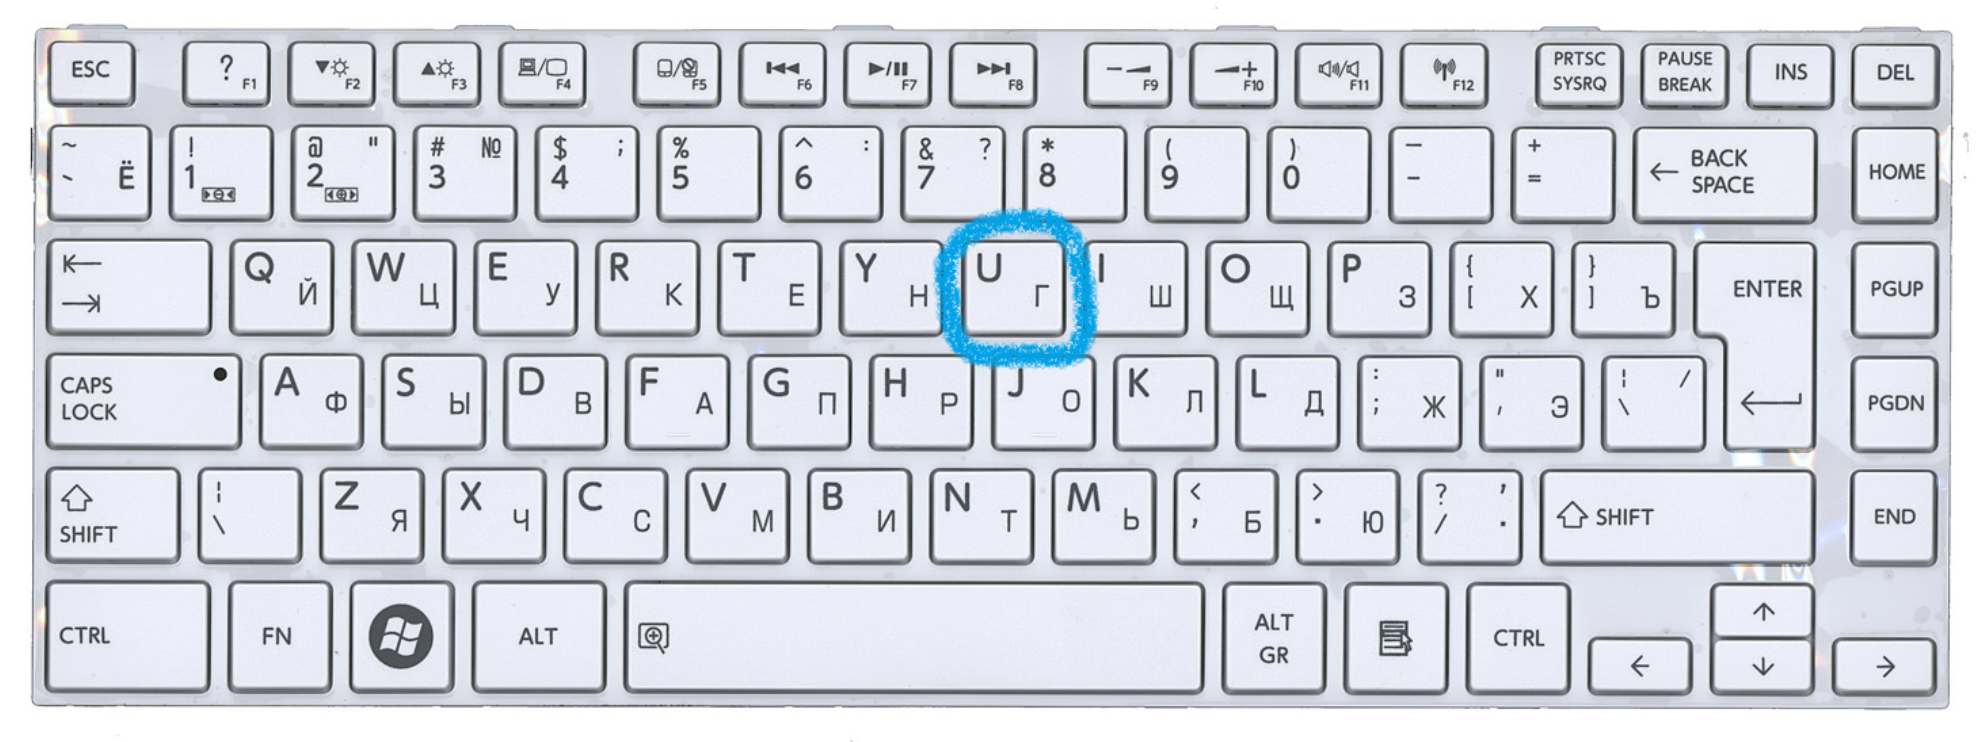 ESC ? F1 F2 F3 F4 F5 F6 F7 F8 F9 F10 F11 F12 PRTSC SYSRQ PAUSE BREAK INS DEL
~ ` Ё ! 1 @ " 2 # № 3 $ ; 4 % 5 ^ : 6 & ? 7 * 8 ( 9 ) 0 — - + = ← BACK SPACE HOME
Q Й W Ц E У R К T Е Y Н U Г I Ш O Щ P З { [ Х } ] Ъ ENTER PGUP
CAPS LOCK A Ф S Ы D В F А G П H Р J О K Л L Д : ; Ж " ' Э ¦ / \ PGDN
SHIFT ¦ \ Z Я X Ч C С V М B И N Т M Ь < , Б > . Ю ? , / . SHIFT END
CTRL FN ALT ALT GR CTRL ← ↑ ↓ →